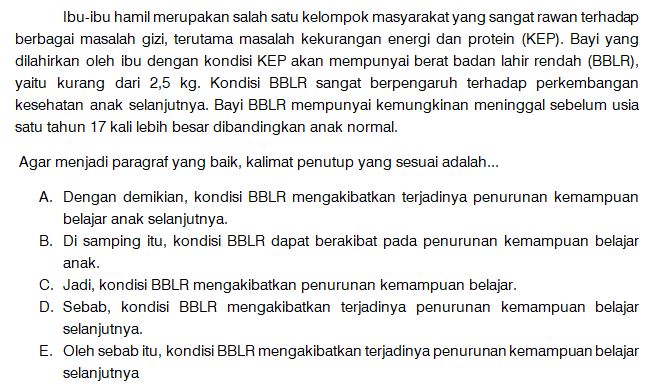 Ibu-ibu hamil merupakan salah satu kelompok masyarakat yang sangat rawan terhadap
berbagai masalah gizi, terutama masalah kekurangan energi dan protein (KEP). Bayi yang
dilahirkan oleh ibu dengan kondisi KEP akan mempunyai berat badan lahir rendah (BBLR),
yaitu kurang dari 2,5 kg. Kondisi BBLR sangat berpengaruh terhadap perkembangan
kesehatan anak selanjutnya. Bayi BBLR mempunyai kemungkinan meninggal sebelum usia
satu tahun 17 kali lebih besar dibandingkan anak normal.
Agar menjadi paragraf yang baik, kalimat penutup yang sesuai adalah...
A. Dengan demikian, kondisi BBLR mengakibatkan terjadinya penurunan kemampuan
belajar anak selanjutnya.
B. Di samping itu, kondisi BBLR dapat berakibat pada penurunan kemampuan belajar
anak.
C. Jadi, kondisi BBLR mengakibatkan penurunan kemampuan belajar.
D. Sebab, kondisi BBLR mengakibatkan terjadinya penurunan kemampuan belajar
selanjutnya.
E. Oleh sebab itu, kondisi BBLR mengakibatkan terjadinya penurunan kemampuan belajar
selanjutnya